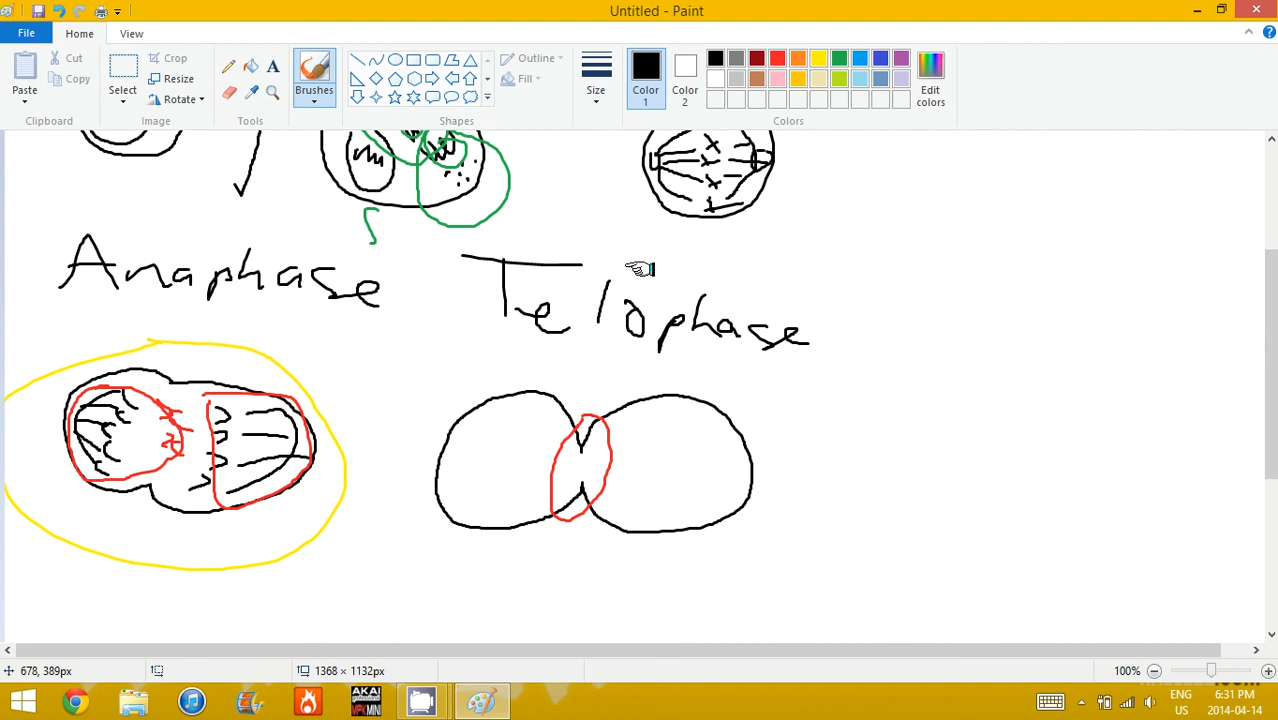 Untitled - Paint
File Home View
Paste
Cut
Copy
Clipboard
Select
Crop
Resize
Rotate
Image
A
Tools
Brushes
Outline
Fill
Shapes
Size
Color 1
Color 2
Edit colors
Colors
Anaphase
Telophase
678, 389px
1368 × 1132px
100%
AKAI
ENG
US
6:31 PM
2014-04-14